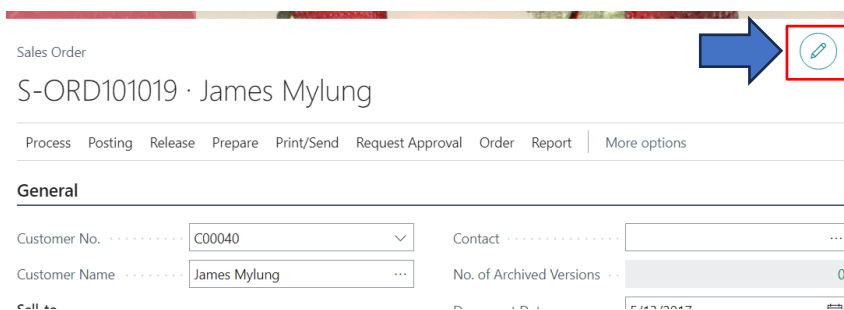 Sales Order
S-ORD101019 · James Mylung
Process Posting Release Prepare Print/Send Request Approval Order Report More options
General
Customer No. C00040 Contact
Customer Name James Mylung No. of Archived Versions 0